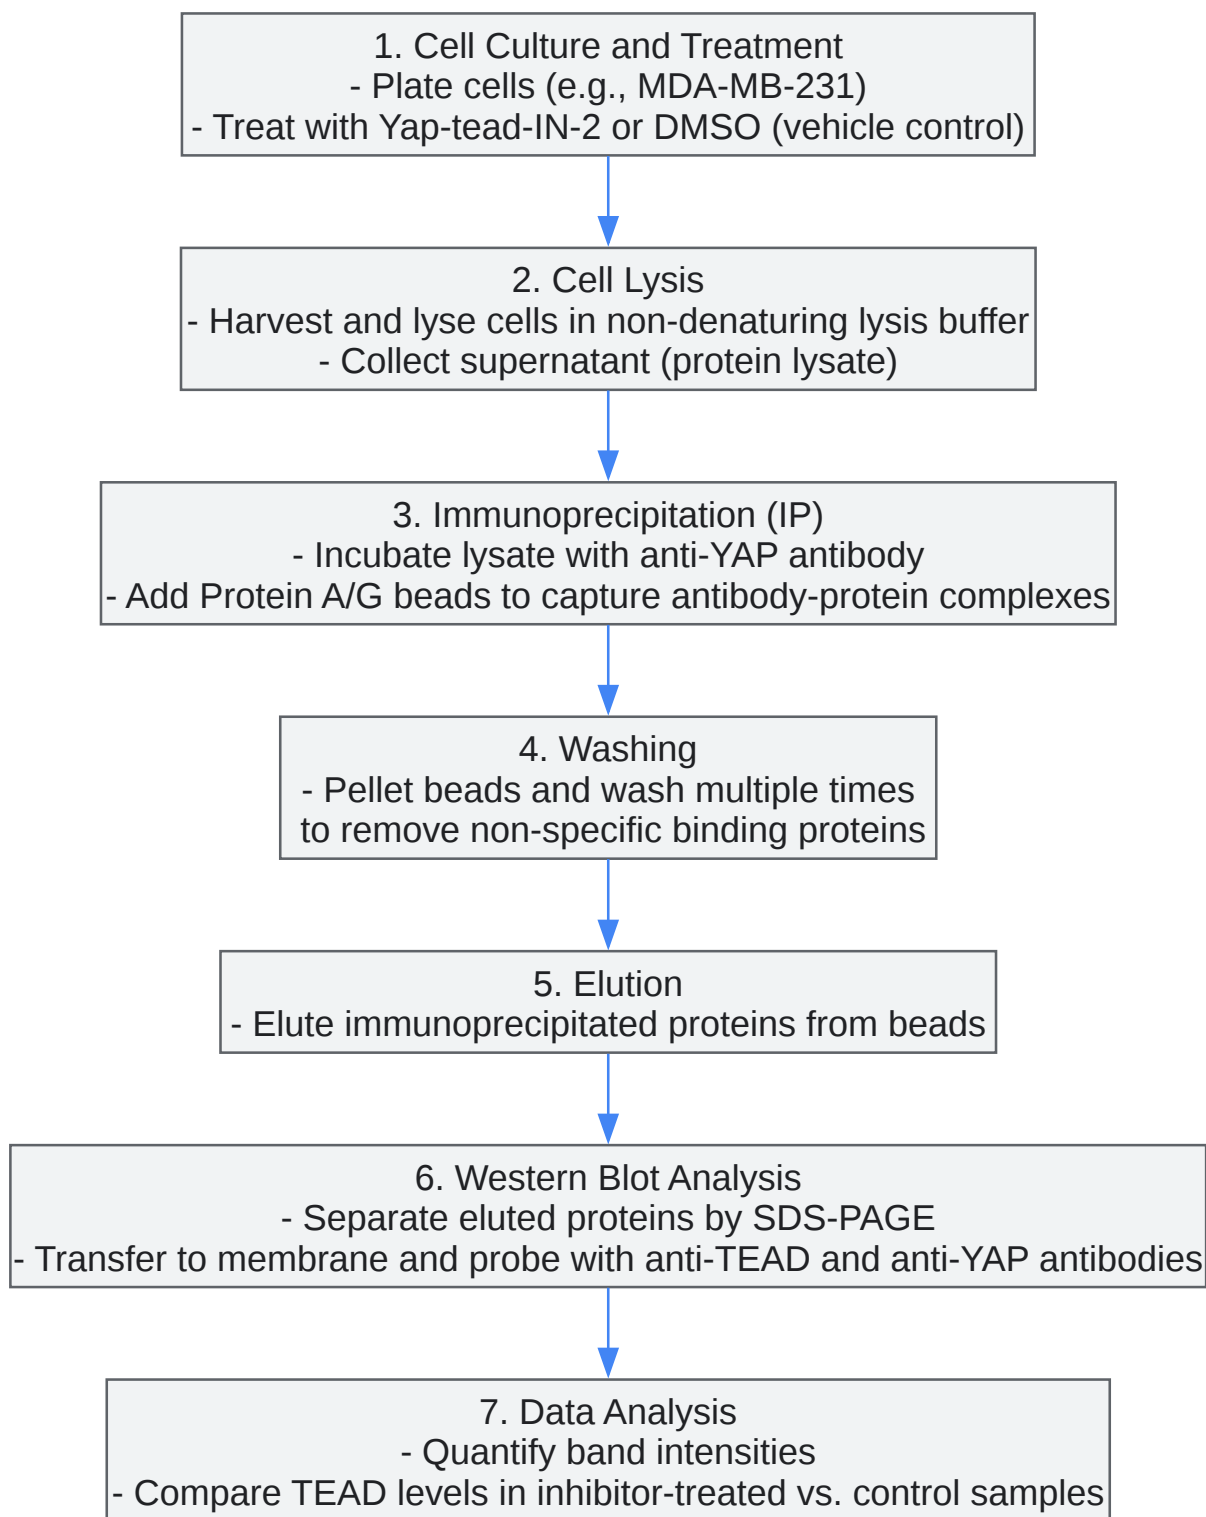 1. Cell Culture and Treatment
- Plate cells (e.g., MDA-MB-231)
- Treat with Yap-tead-IN-2 or DMSO (vehicle control)
2. Cell Lysis
- Harvest and lyse cells in non-denaturing lysis buffer
- Collect supernatant (protein lysate)
3. Immunoprecipitation (IP)
- Incubate lysate with anti-YAP antibody
- Add Protein A/G beads to capture antibody-protein complexes
4. Washing
- Pellet beads and wash multiple times
to remove non-specific binding proteins
5. Elution
- Elute immunoprecipitated proteins from beads
6. Western Blot Analysis
- Separate eluted proteins by SDS-PAGE
- Transfer to membrane and probe with anti-TEAD and anti-YAP antibodies
7. Data Analysis
- Quantify band intensities
- Compare TEAD levels in inhibitor-treated vs. control samples